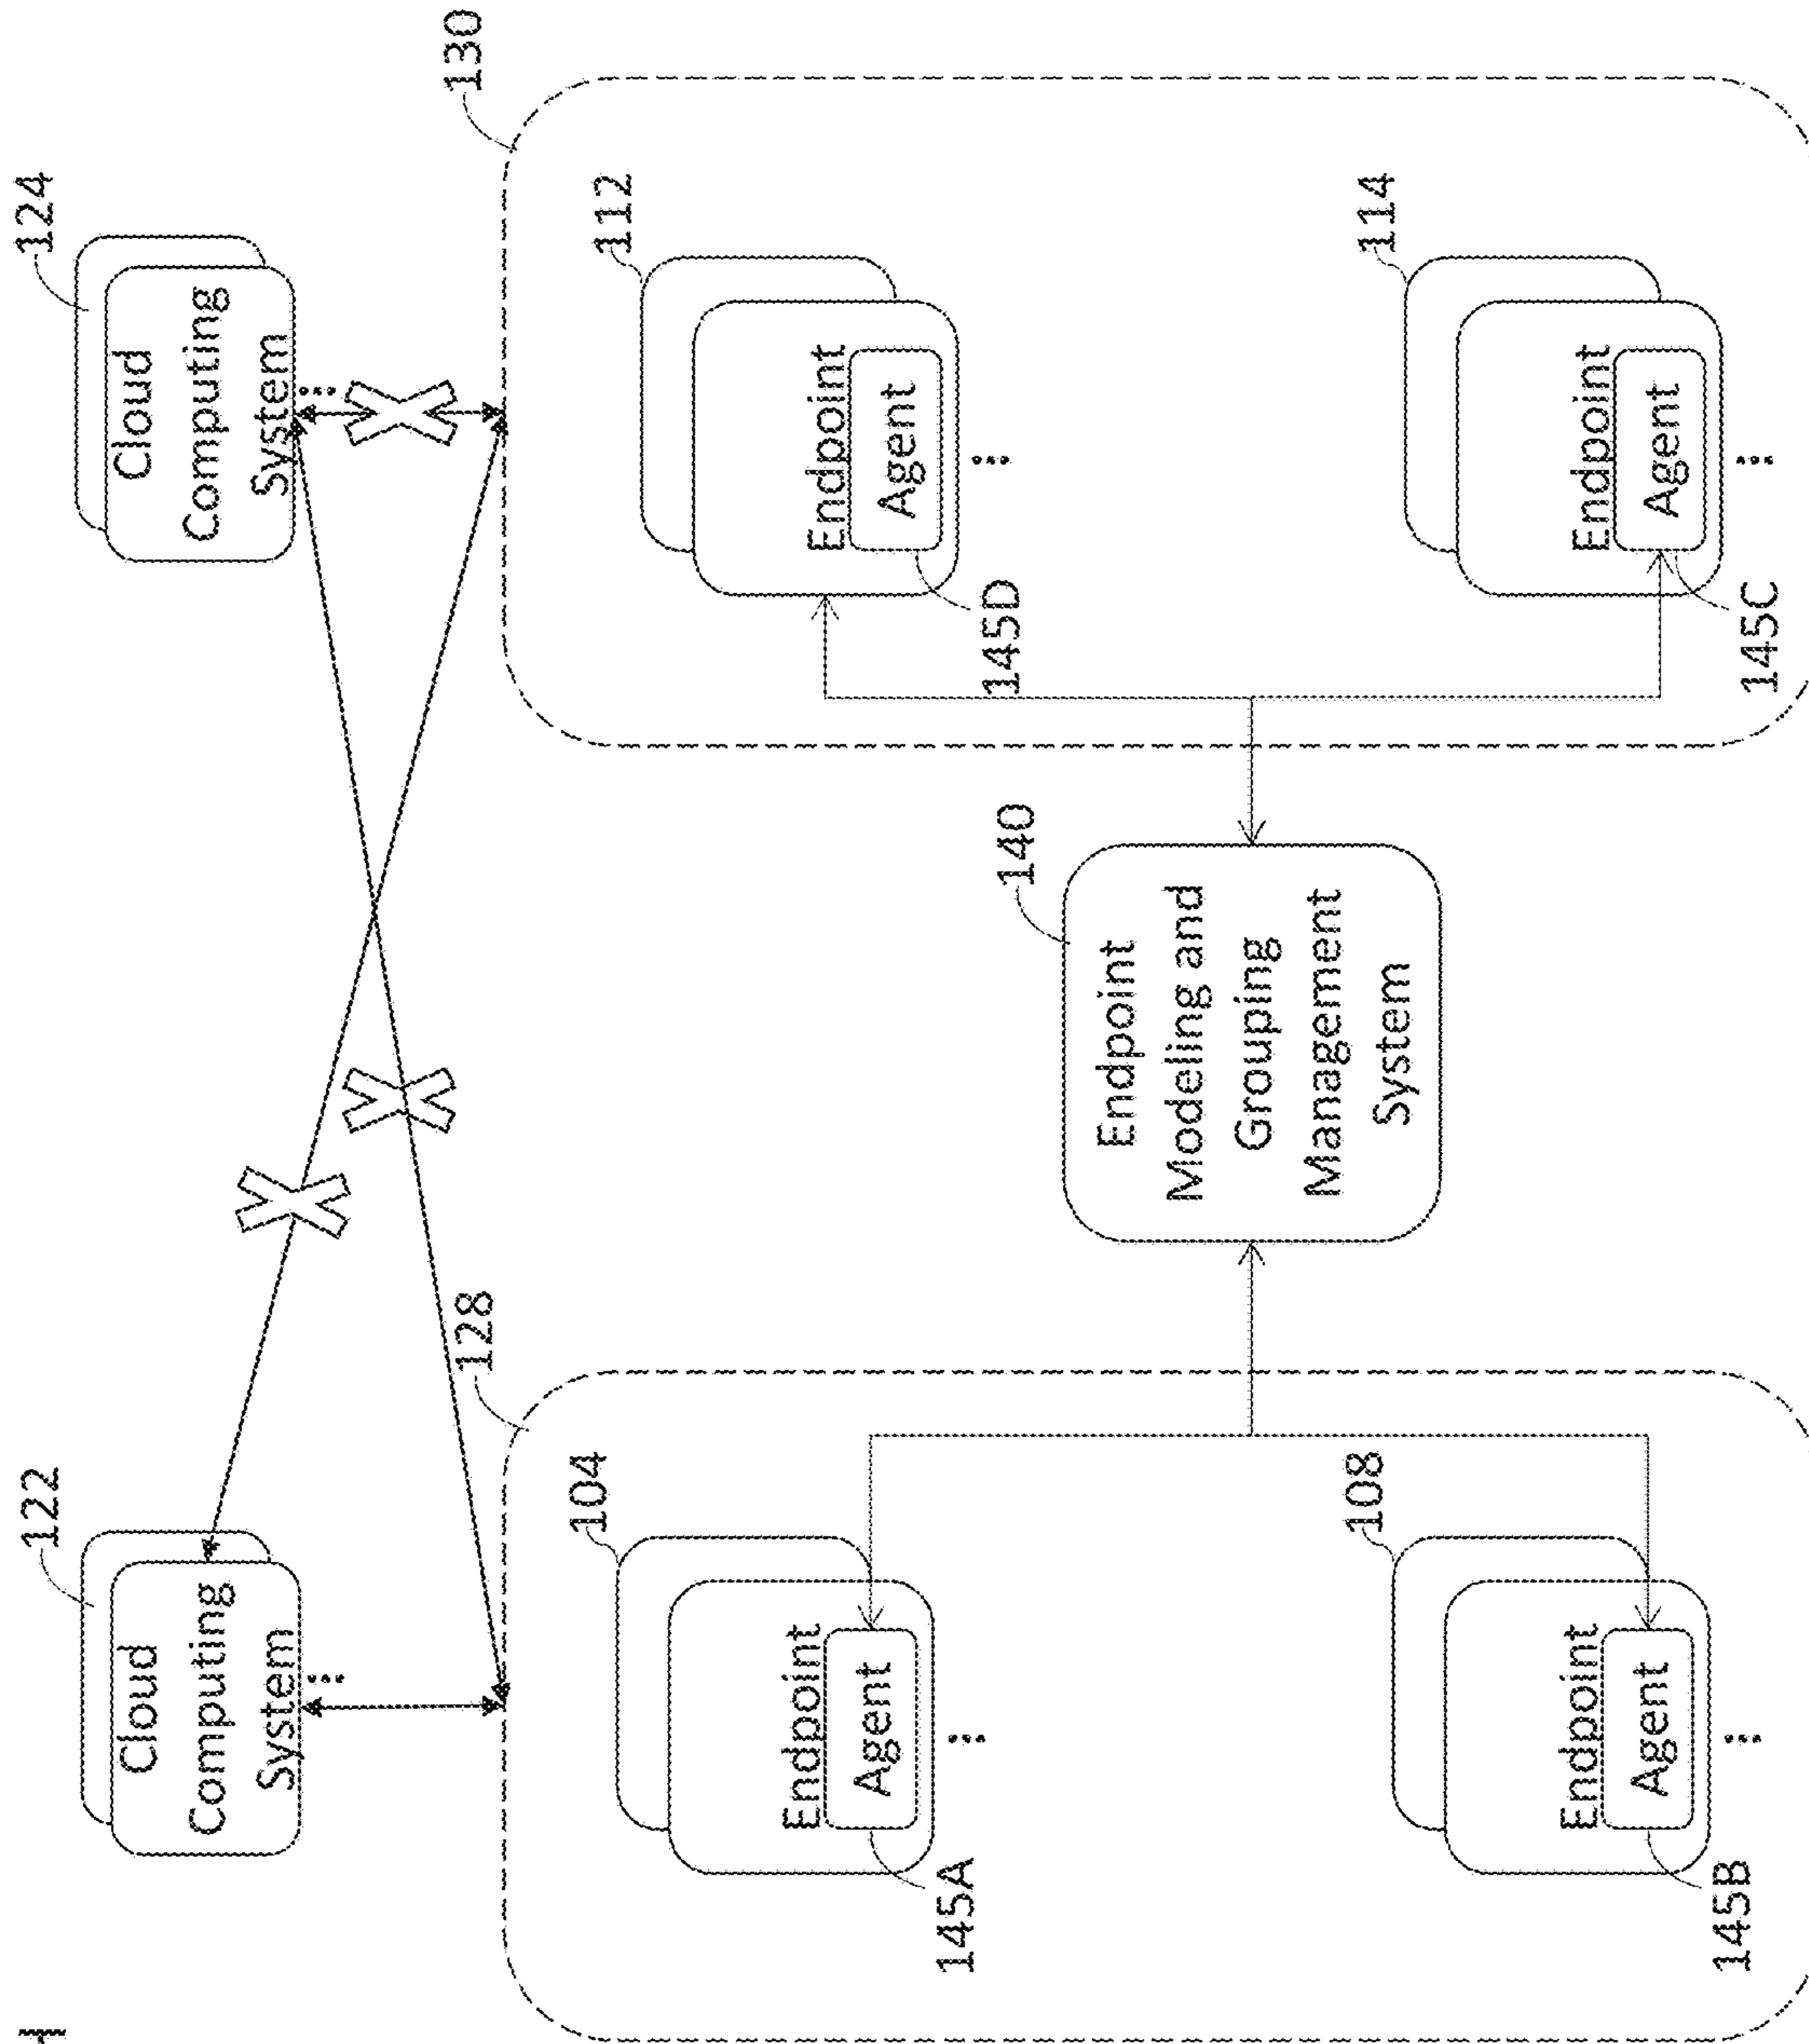 122
Cloud
Computing
System
...
124
Cloud
Computing
System
...
128
130
104
Endpoint
Agent
145A
...
108
Endpoint
Agent
145B
...
140
Endpoint
Modeling and
Grouping
Management
System
112
Endpoint
Agent
145D
...
114
Endpoint
Agent
145C
...